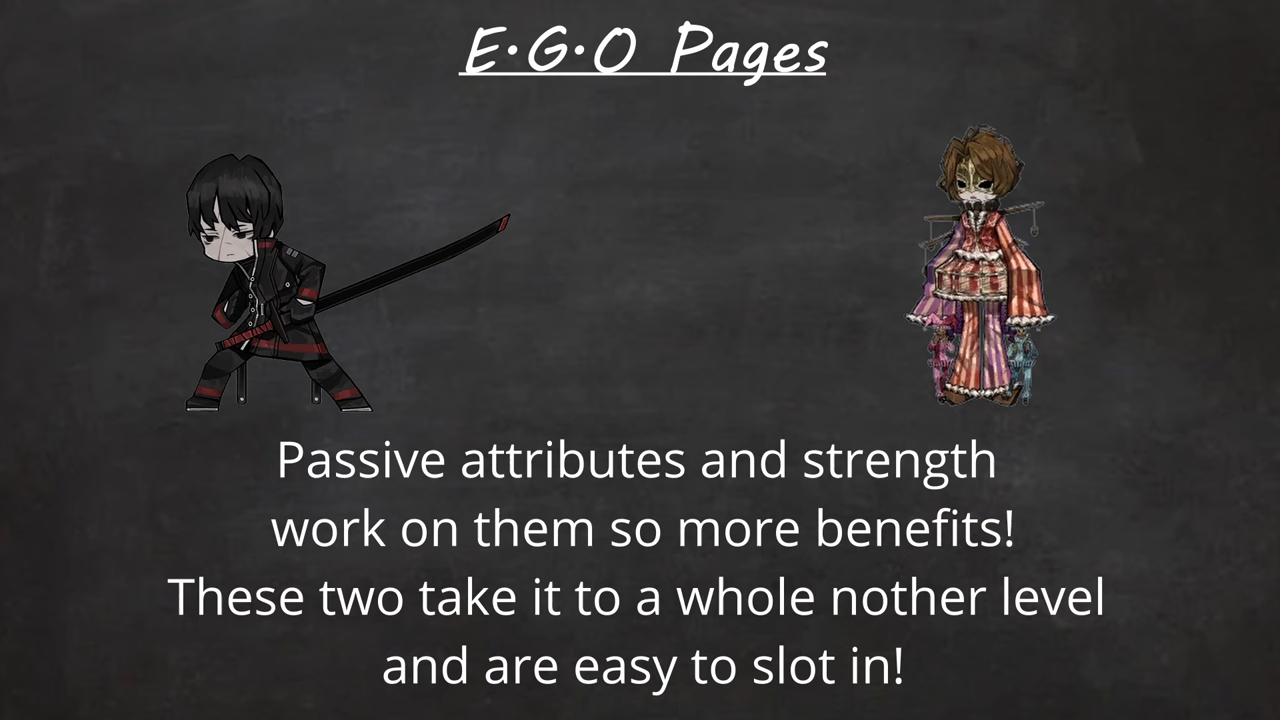 E·G·O Pages
Passive attributes and strength
work on them so more benefits!
These two take it to a whole nother level
and are easy to slot in!